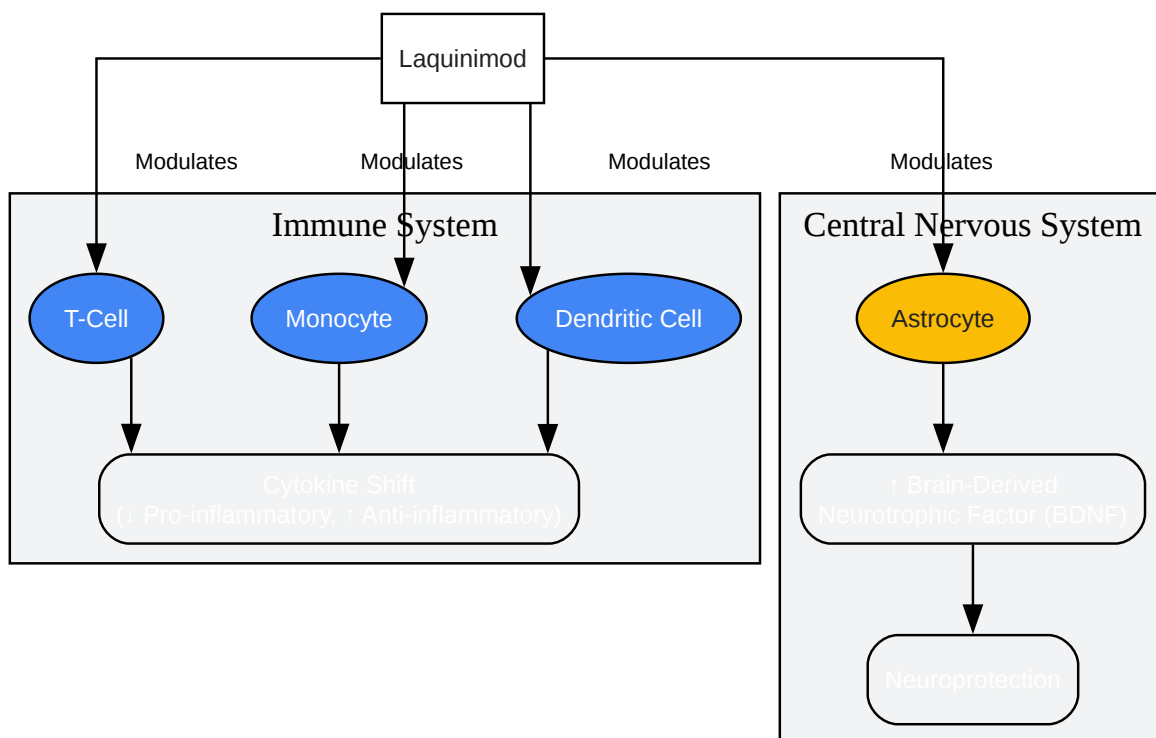 Laquinimod
Modulates
Modulates
Modulates
Modulates
Immune System
Central Nervous System
T-Cell
Monocyte
Dendritic Cell
Astrocyte
Cytokine Shift
(↓ Pro-inflammatory, ↑ Anti-inflammatory)
↑ Brain-Derived
Neurotrophic Factor (BDNF)
Neuroprotection